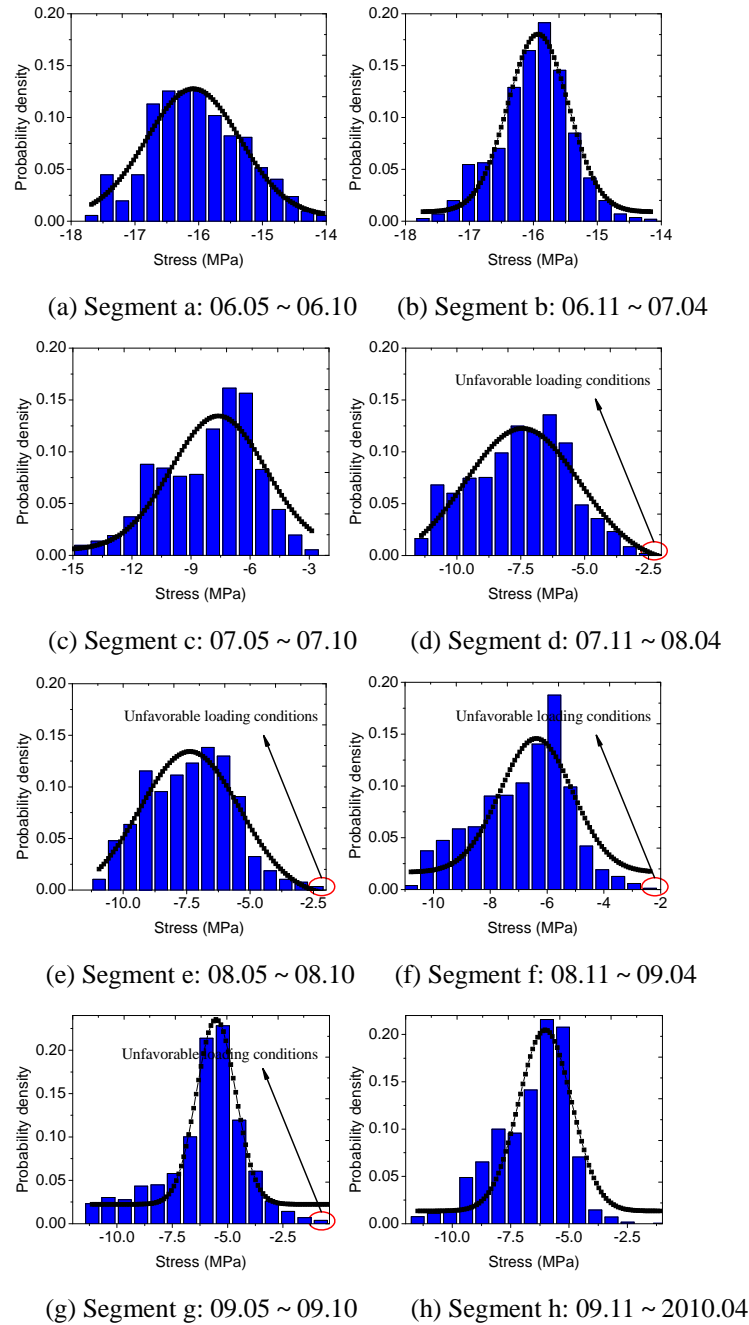 0.20
0.15
0.10
0.05
0.00
Probability density
-18 -17 -16 -15 -14
Stress (MPa)
(a) Segment a: 06.05 ~ 06.10
0.20
0.15
0.10
0.05
0.00
Probability density
-18 -17 -16 -15 -14
Stress (MPa)
(b) Segment b: 06.11 ~ 07.04
0.20
0.15
0.10
0.05
0.00
Probability density
-15 -12 -9 -6 -3
Stress (MPa)
(c) Segment c: 07.05 ~ 07.10
0.20
0.15
0.10
0.05
0.00
Probability density
Unfavorable loading conditions
-10.0 -7.5 -5.0 -2.5
Stress (MPa)
(d) Segment d: 07.11 ~ 08.04
0.20
0.15
0.10
0.05
0.00
Probability density
Unfavorable loading conditions
-10.0 -7.5 -5.0 -2.5
Stress (MPa)
(e) Segment e: 08.05 ~ 08.10
0.20
0.15
0.10
0.05
0.00
Probability density
Unfavorable loading conditions
-10 -8 -6 -4 -2
Stress (MPa)
(f) Segment f: 08.11 ~ 09.04
0.20
0.15
0.10
0.05
0.00
Probability density
Unfavorable loading conditions
-10.0 -7.5 -5.0 -2.5
Stress (MPa)
(g) Segment g: 09.05 ~ 09.10
0.20
0.15
0.10
0.05
0.00
Probability density
-10.0 -7.5 -5.0 -2.5
Stress (MPa)
(h) Segment h: 09.11 ~ 2010.04